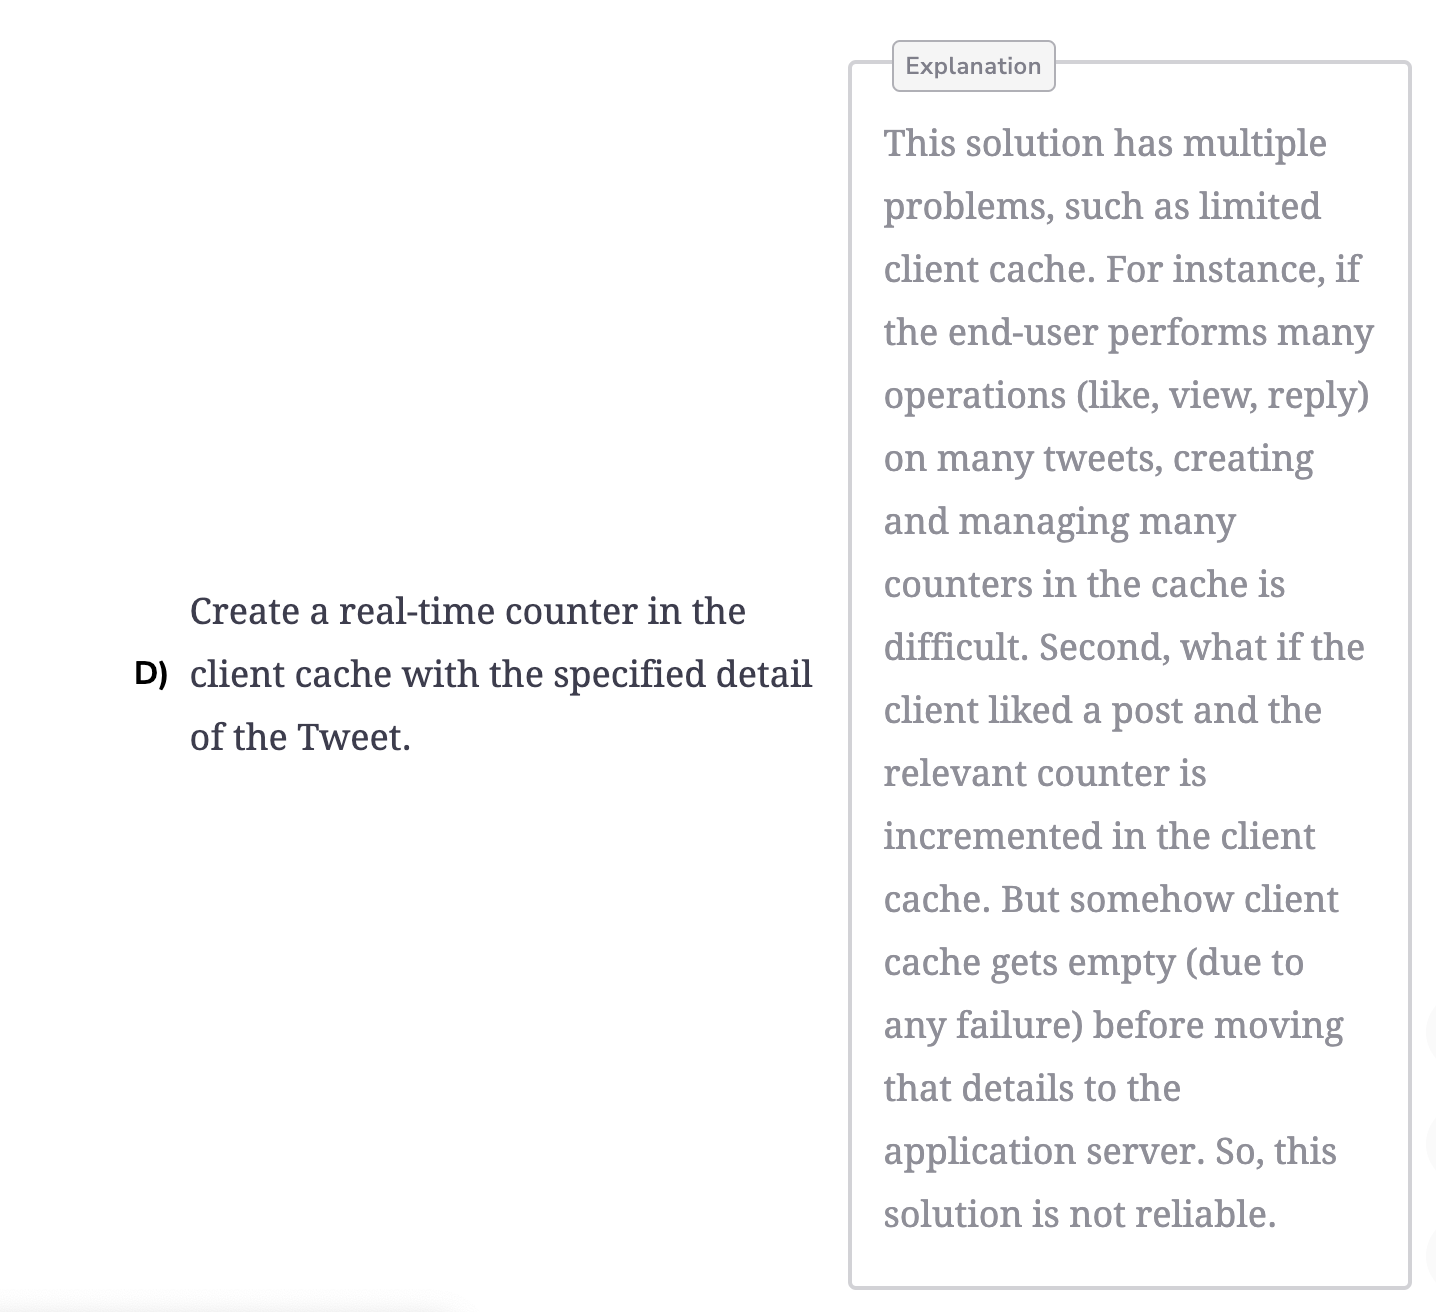 D) Create a real-time counter in the
client cache with the specified detail
of the Tweet.
Explanation
This solution has multiple
problems, such as limited
client cache. For instance, if
the end-user performs many
operations (like, view, reply)
on many tweets, creating
and managing many
counters in the cache is
difficult. Second, what if the
client liked a post and the
relevant counter is
incremented in the client
cache. But somehow client
cache gets empty (due to
any failure) before moving
that details to the
application server. So, this
solution is not reliable.